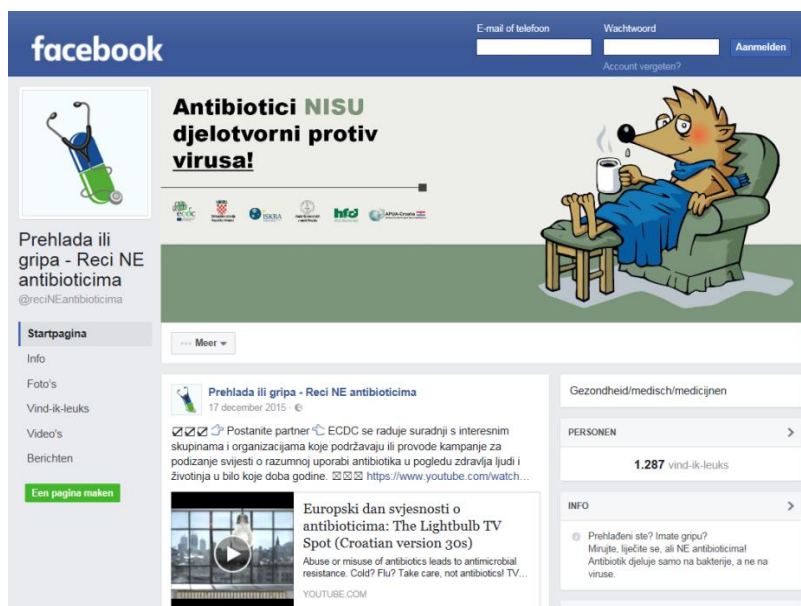 facebook
E-mail of telefoon
Wachtwoord
Aanmelden
Account vergeten?
Antibiotici NISU
djelotvorni protiv
virusa!
ecdc
ISKRA
hfd
APUA-Croatia
Prehlada ili
gripa - Reci NE
antibioticima
@reciNEantibioticima
Startpagina
Info
Foto's
Vind-ik-leuks
Video's
Berichten
Een pagina maken
··· Meer
Prehlada ili gripa - Reci NE antibioticima
17 december 2015 ·
Postanite partner ECDC se raduje suradnji s interesnim
skupinama i organizacijama koje podržavaju ili provode kampanje za
podizanje svijesti o razumnoj uporabi antibiotika u pogledu zdravlja ljudi i
životinja u bilo koje doba godine. https://www.youtube.com/watch...
Europski dan svjesnosti o
antibioticima: The Lightbulb TV
Spot (Croatian version 30s)
Abuse or misuse of antibiotics leads to antimicrobial
resistance. Cold? Flu? Take care, not antibiotics! TV...
YOUTUBE.COM
Gezondheid/medisch/medicijnen
PERSONEN
1.287 vind-ik-leuks
INFO
Prehlađeni ste? Imate gripu?
Mirujte, liječite se, ali NE antibioticima!
Antibiotik djeluje samo na bakterije, a ne na
viruse.